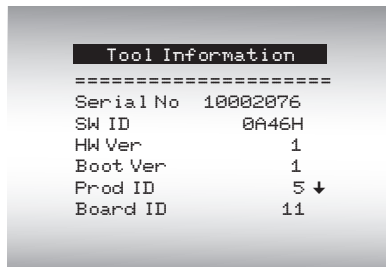 Tool Information
=====================
Serial No 10002076
SW ID 0A46H
HW Ver 1
Boot Ver 1
Prod ID 5 ↓
Board ID 11